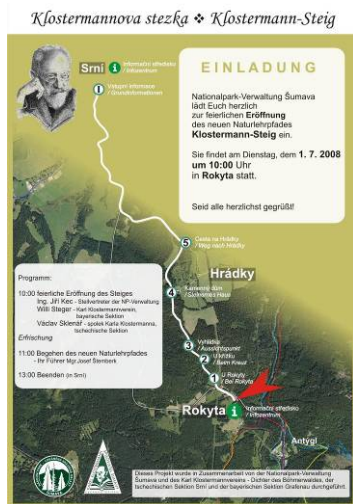 Klostermannova stezka ❖ Klostermann-Steig
Srní i Informační středisko
/ Infozentrum
1 Vstupní informace
/ Grundinformationen
EINLADUNG
Nationalpark-Verwaltung Šumava
lädt Euch herzlich
zur feierlichen Eröffnung
des neuen Naturlehrpfades
Klostermann-Steig ein.
Sie findet am Dienstag, dem 1. 7. 2008
um 10:00 Uhr
in Rokyta statt.
Seid alle herzlichst gegrüßt!
5 Cesta na Hrádky
/ Weg nach Hrádky
Hrádky
4 Kamenný dům
/ Steinernes Haus
3 Vyhlídka
/ Aussichtspunkt
2 U křížku
/ Beim Kreuz
1 U Rokyty
/ Bei Rokyta
Rokyta i Informační středisko
/ Infozentrum
Antýgl
Programm:
10:00 feierliche Eröffnung des Steiges
Ing. Jiří Kec - Stellvertreter der NP-Verwaltung
Willi Steger - Karl Klostermannverein,
bayerische Sektion
Václav Sklenář - spolek Karla Klostermanna,
tschechische Sektion
Erfrischung
11:00 Begehen des neuen Naturlehrpfades
- Ihr Führer Mgr.Josef Štemberk
13:00 Beenden (in Srní)
Dieses Projekt wurde in Zusammenarbeit von der Nationalpark-Verwaltung
Šumava und des Karl Klostermannvereins - Dichter des Böhmerwaldes, der
tschechischen Sektion Srní und der bayerischen Sektion Grafenau durchgeführt.